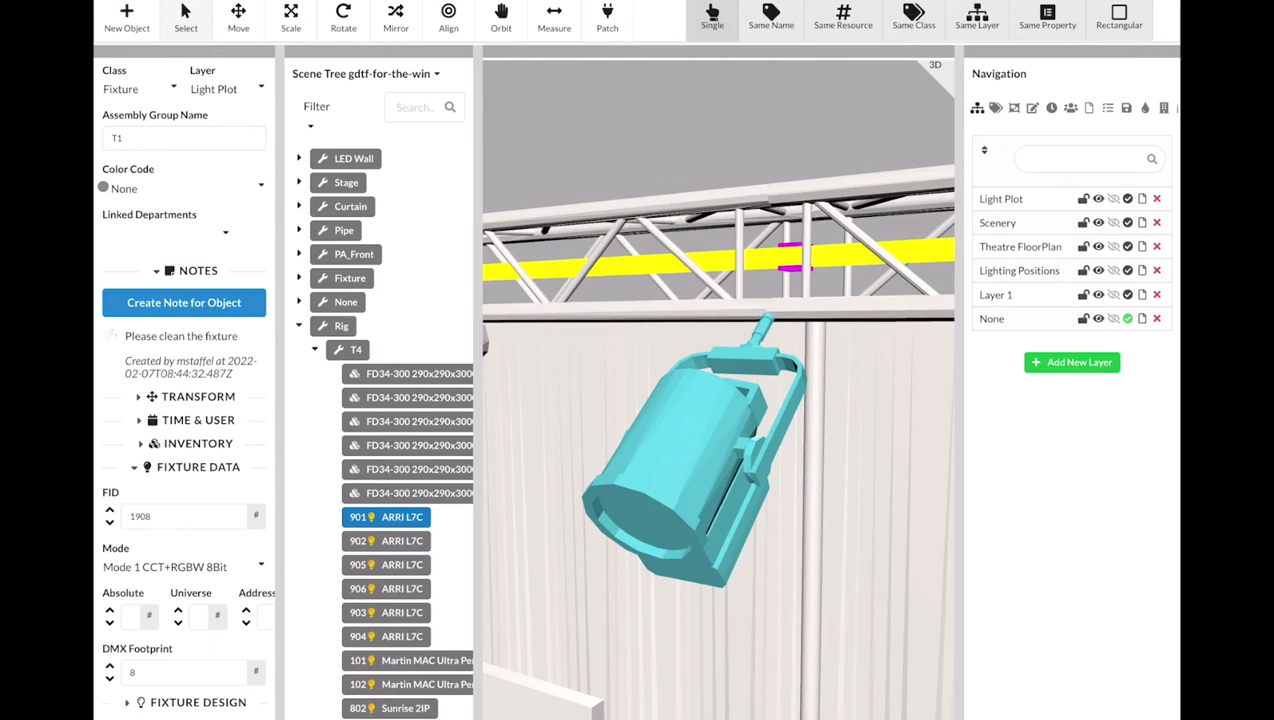 New Object
Select
Move
Scale
Rotate
Mirror
Align
Orbit
Measure
Patch
Single
Same Name
Same Resource
Same Class
Same Layer
Same Property
Rectangular
Class
Layer
Fixture
Light Plot
Assembly Group Name
T1
Color Code
None
Linked Departments
NOTES
Create Note for Object
Please clean the fixture
Created by mstaffel at 2022-
02-07T08:44:32.487Z
TRANSFORM
TIME & USER
INVENTORY
FIXTURE DATA
FID
1908 #
Mode
Mode 1 CCT+RGBW 8Bit
Absolute Universe Address
# #
DMX Footprint
8 #
FIXTURE DESIGN
Scene Tree gdtf-for-the-win
Filter
Search..
LED Wall
Stage
Curtain
Pipe
PA_Front
Fixture
None
Rig
T4
FD34-300 290x290x3000
FD34-300 290x290x3000
FD34-300 290x290x3000
FD34-300 290x290x3000
FD34-300 290x290x3000
FD34-300 290x290x3000
901 ARRI L7C
902 ARRI L7C
905 ARRI L7C
906 ARRI L7C
903 ARRI L7C
904 ARRI L7C
101 Martin MAC Ultra Per
102 Martin MAC Ultra Per
802 Sunrise 2IP
3D
Navigation
Light Plot
Scenery
Theatre FloorPlan
Lighting Positions
Layer 1
None
+ Add New Layer